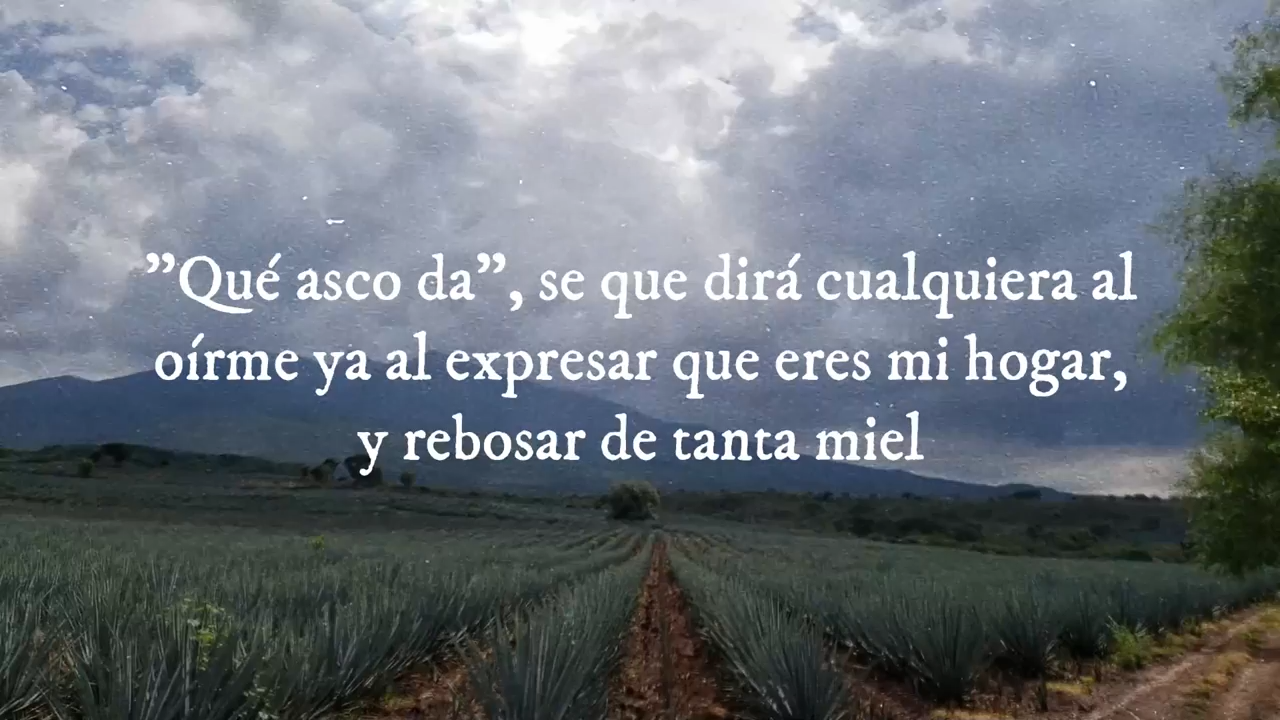 ”Qué asco da”, se que dirá cualquiera al
oírme ya al expresar que eres mi hogar,
y rebosar de tanta miel